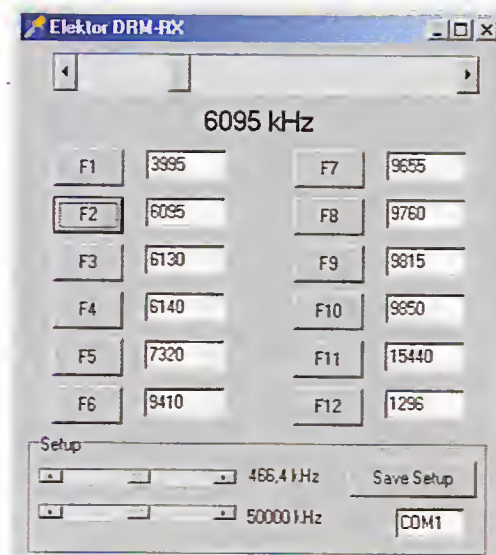 Elektor DRM-RX
6095 kHz
F1 3995 F7 9655
F2 6095 F8 9760
F3 6130 F9 9815
F4 6140 F10 9850
F5 7320 F11 15440
F6 9410 F12 1296
Setup
466,4 kHz Save Setup
50000 kHz COM1